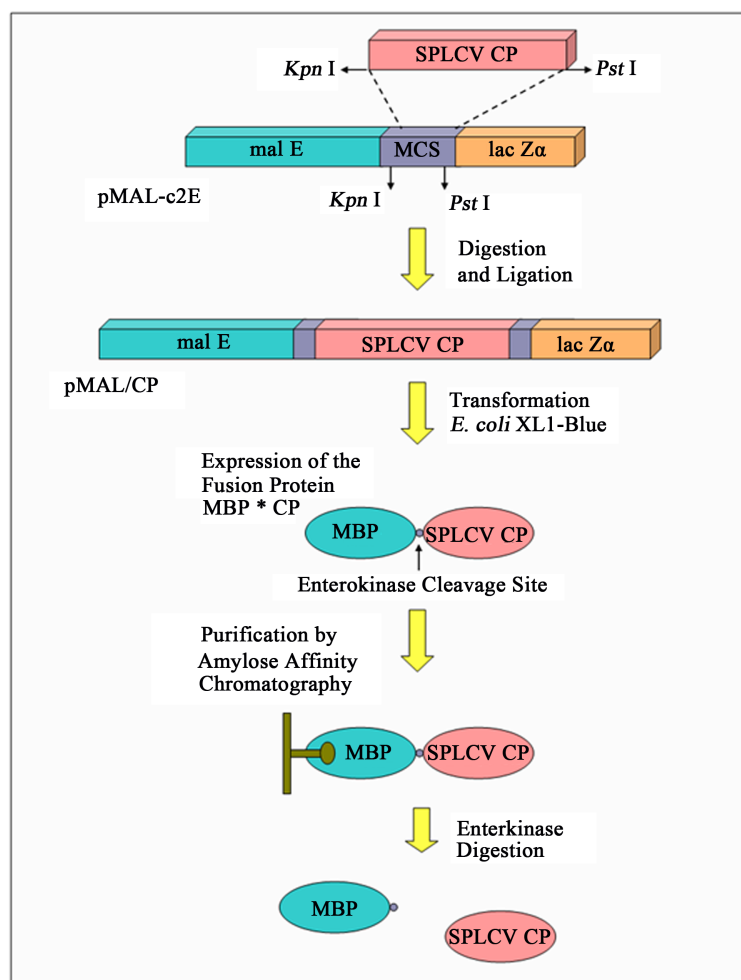 SPLCV CP
Kpn I
Pst I
mal E
MCS
lac Zα
pMAL-c2E
Kpn I
Pst I
Digestion
and Ligation
mal E
SPLCV CP
lac Zα
pMAL/CP
Transformation
E. coli XL1-Blue
Expression of the
Fusion Protein
MBP * CP
MBP
SPLCV CP
Enterokinase Cleavage Site
Purification by
Amylose Affinity
Chromatography
MBP
SPLCV CP
Enterkinase
Digestion
MBP
SPLCV CP